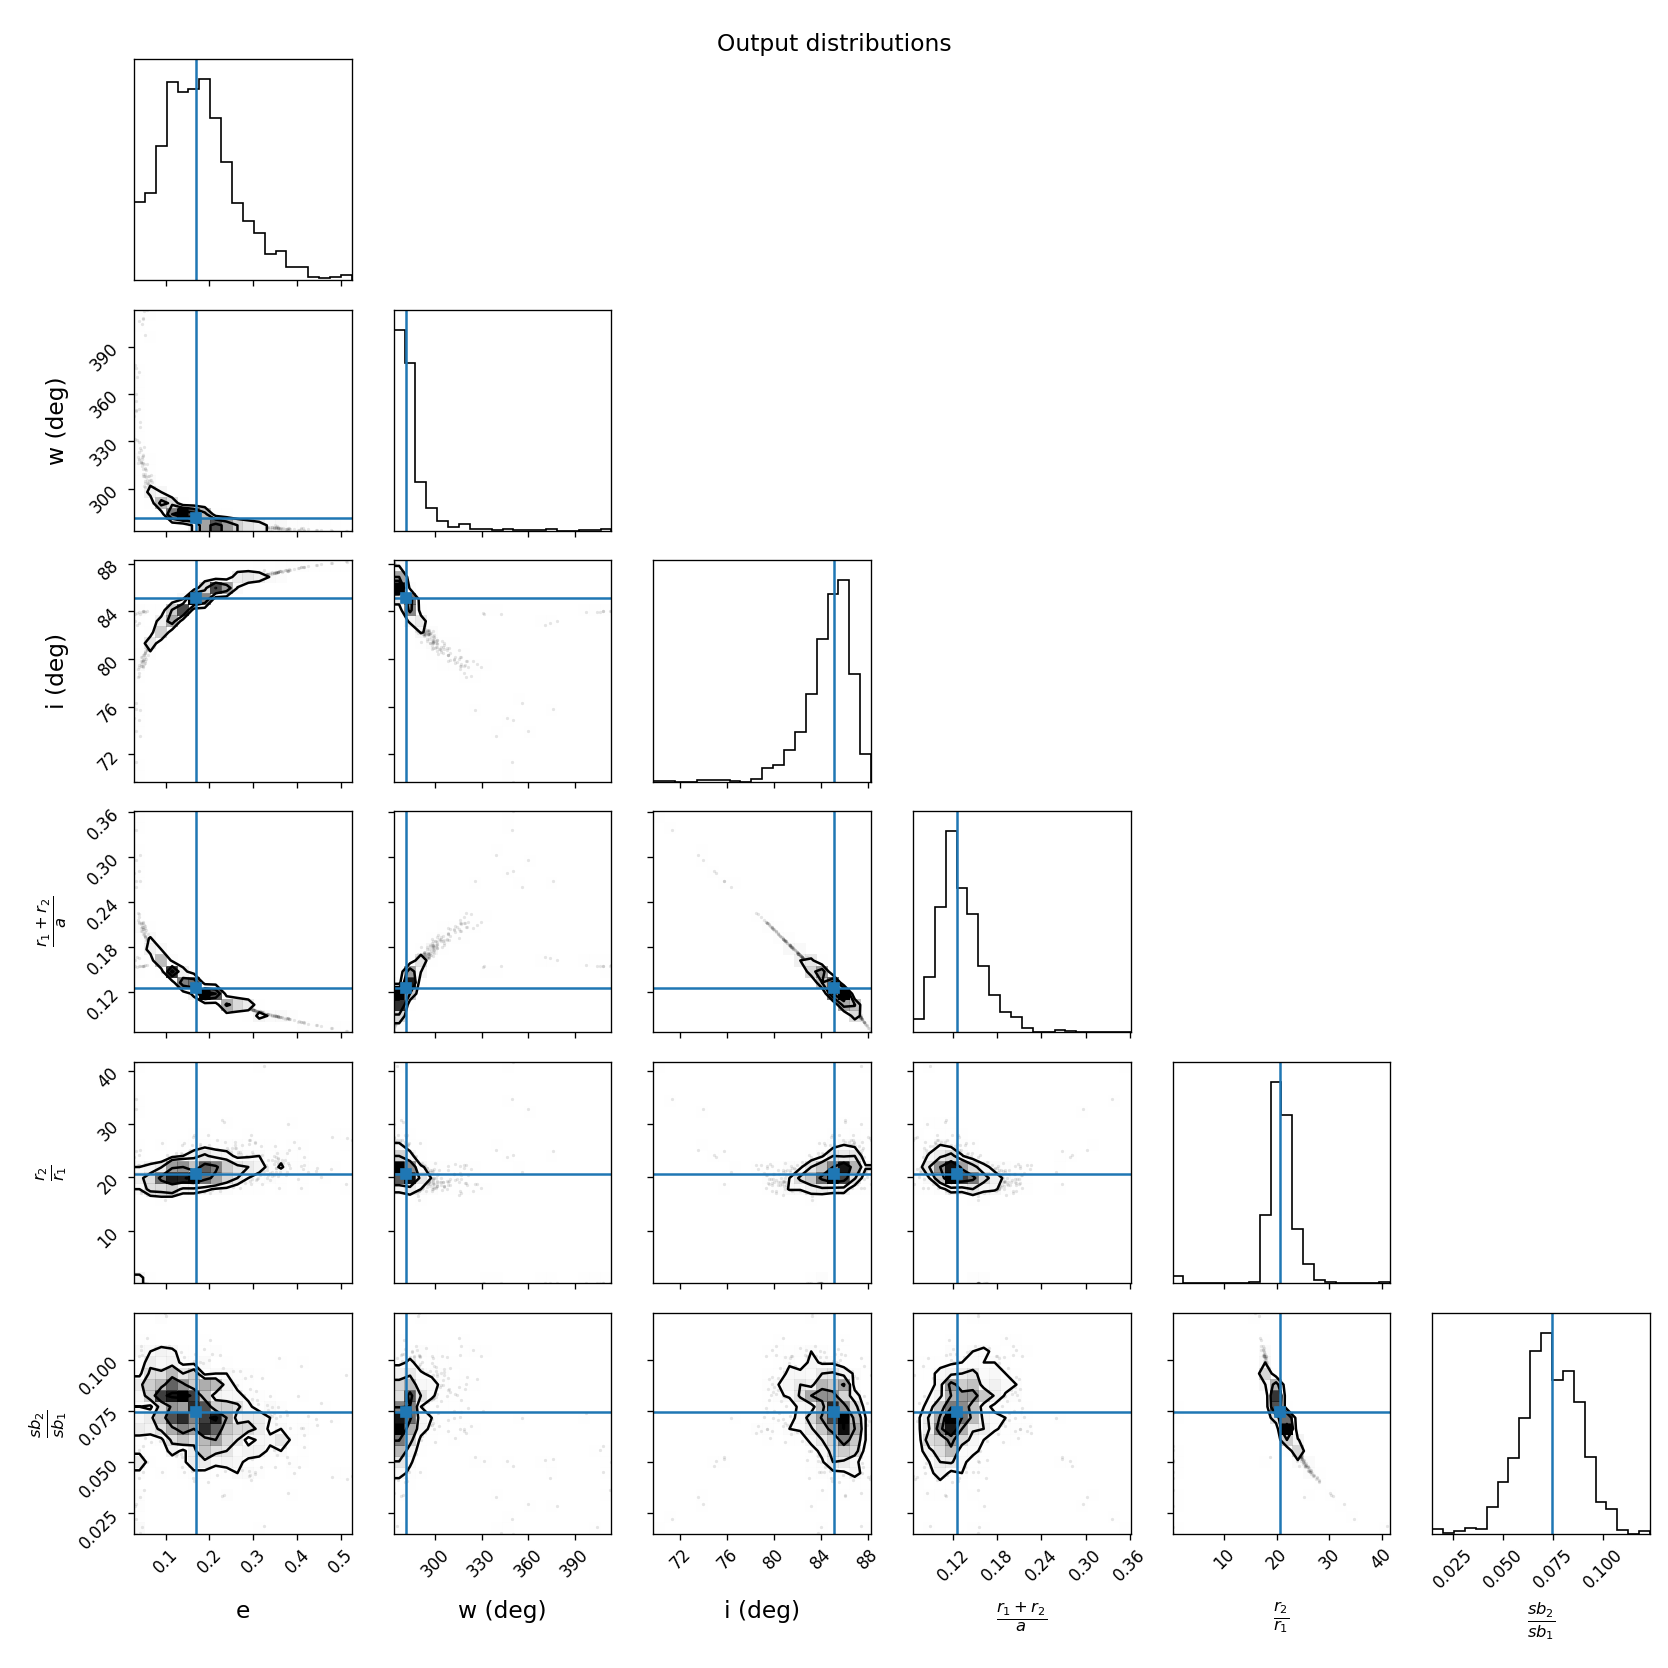 Output distributions
390
360
330
300
w (deg)
88
84
80
76
72
i (deg)
0.36
0.30
0.24
0.18
0.12
r₁ + r₂
a
40
30
20
10
r₂
r₁
0.100
0.075
0.050
0.025
sb₂
sb₁
0.1 0.2 0.3 0.4 0.5 300 330 360 390 72 76 80 84 88 0.12 0.18 0.24 0.30 0.36 10 20 30 40 0.025 0.050 0.075 0.100
e w (deg) i (deg) r₁ + r₂ r₂ sb₂
a r₁ sb₁